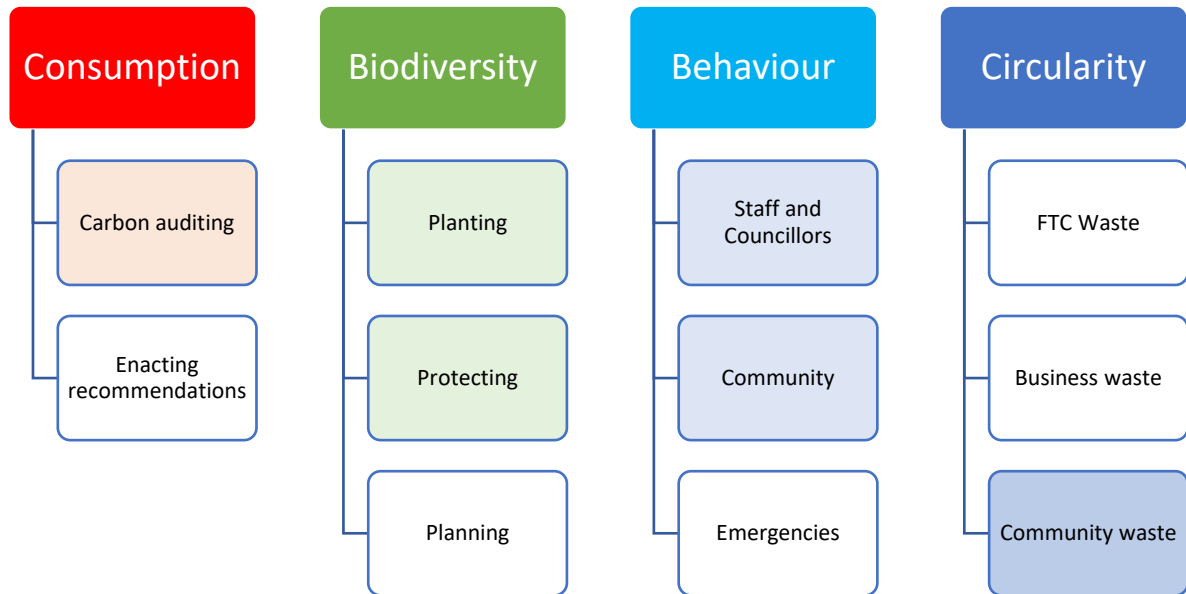 Consumption
Carbon auditing
Enacting
recommendations
Biodiversity
Planting
Protecting
Planning
Behaviour
Staff and
Councillors
Community
Emergencies
Circularity
FTC Waste
Business waste
Community waste